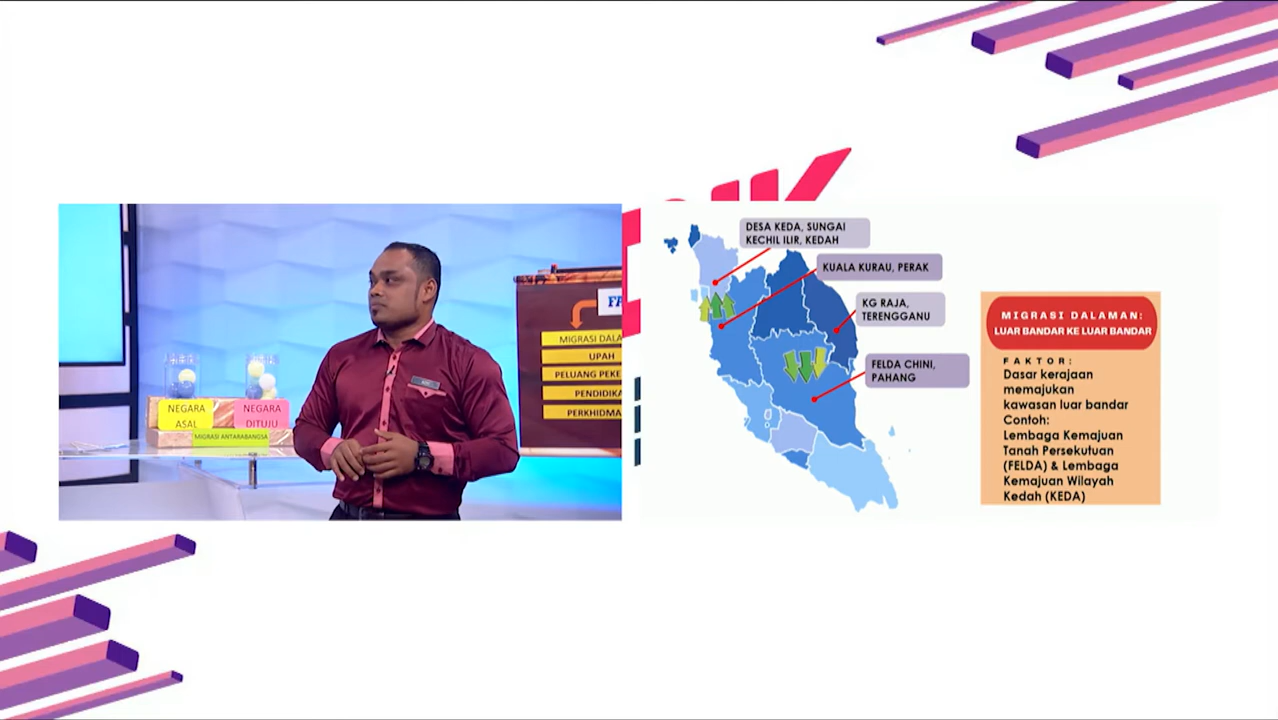 FF
MIGRASI DALA
UPAH
PELUANG PEKE
PENDIDIKA
PERKHIDMA
NEGARA
ASAL
NEGARA
DITUJU
MIGRASI ANTARABANGSA
DESA KEDA, SUNGAI
KECHIL ILIR, KEDAH
KUALA KURAU, PERAK
KG RAJA,
TERENGGANU
FELDA CHINI,
PAHANG
MIGRASI DALAMAN:
LUAR BANDAR KE LUAR BANDAR
FAKTOR:
Dasar kerajaan
memajukan
kawasan luar bandar
Contoh:
Lembaga Kemajuan
Tanah Persekutuan
(FELDA) & Lembaga
Kemajuan Wilayah
Kedah (KEDA)